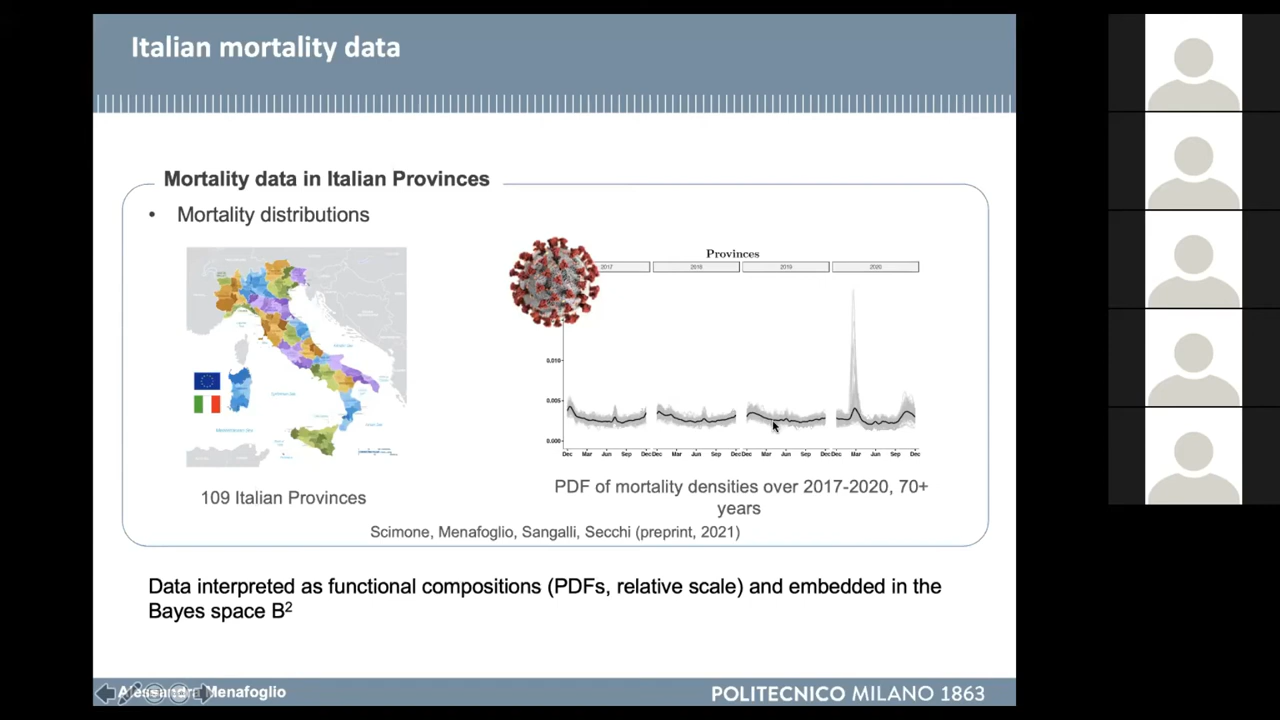 Italian mortality data
Mortality data in Italian Provinces
• Mortality distributions
Provinces
2017 2018 2019 2020
0.010
0.005
0.000
Dec Mar Jun Sep Dec Dec Mar Jun Sep Dec Dec Mar Jun Sep Dec Dec Mar Jun Sep Dec
109 Italian Provinces
PDF of mortality densities over 2017-2020, 70+
years
Scimone, Menafoglio, Sangalli, Secchi (preprint, 2021)
Data interpreted as functional compositions (PDFs, relative scale) and embedded in the
Bayes space B²
Alessandra Menafoglio
POLITECNICO MILANO 1863